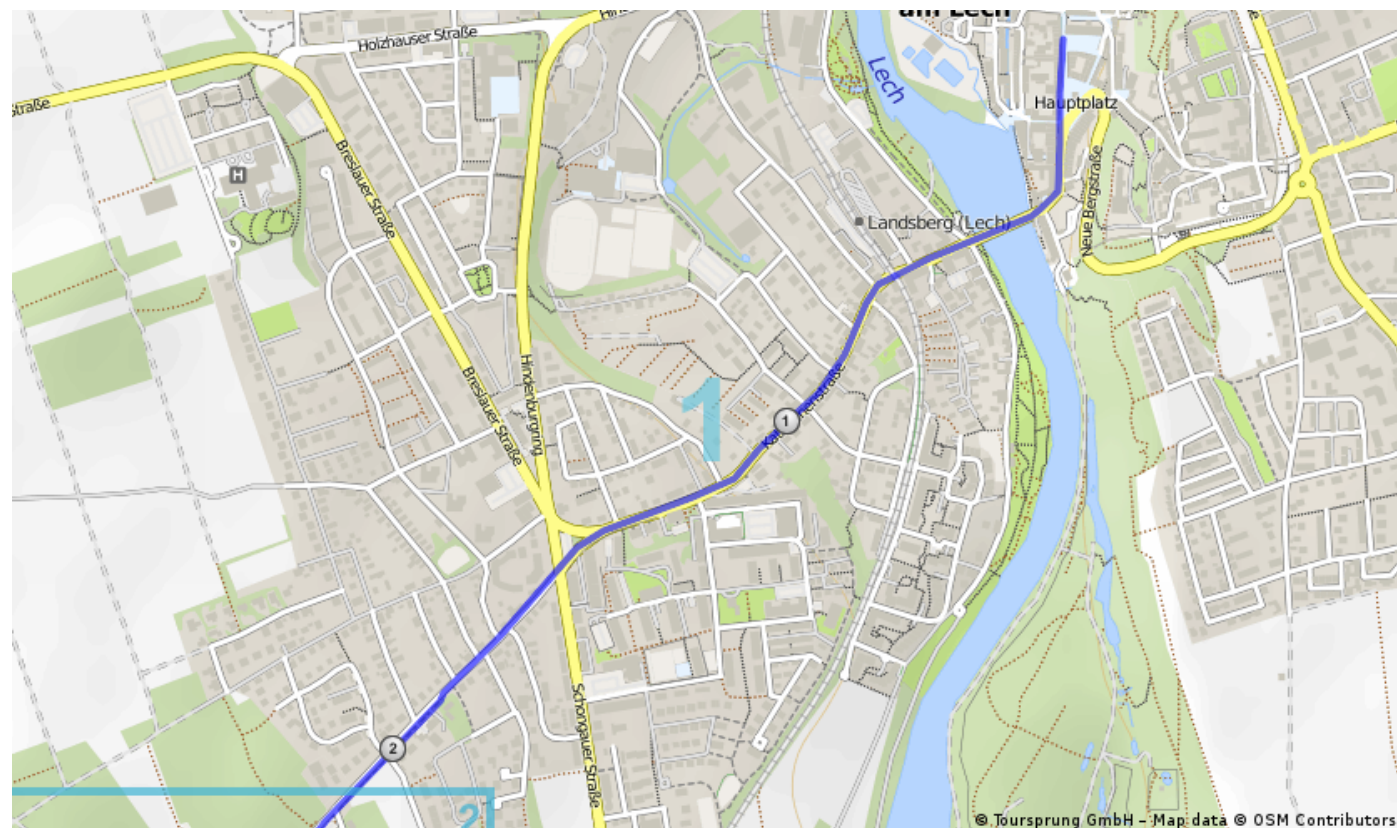 am Lech
Holzhauser Straße
Straße
Lech
Hauptplatz
H
Breslauer Straße
Neue Bergstraße
Landsberg (Lech)
Hindenburgring
Breslauer Straße
1
1
2
Schongauer Straße
2
© Toursprung GmbH – Map data © OSM Contributors